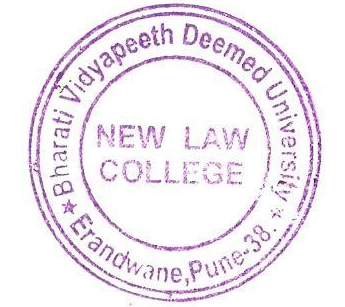 ★ Bharati Vidyapeeth Deemed University ★
NEW LAW
COLLEGE
Erandwane,Pune-38.